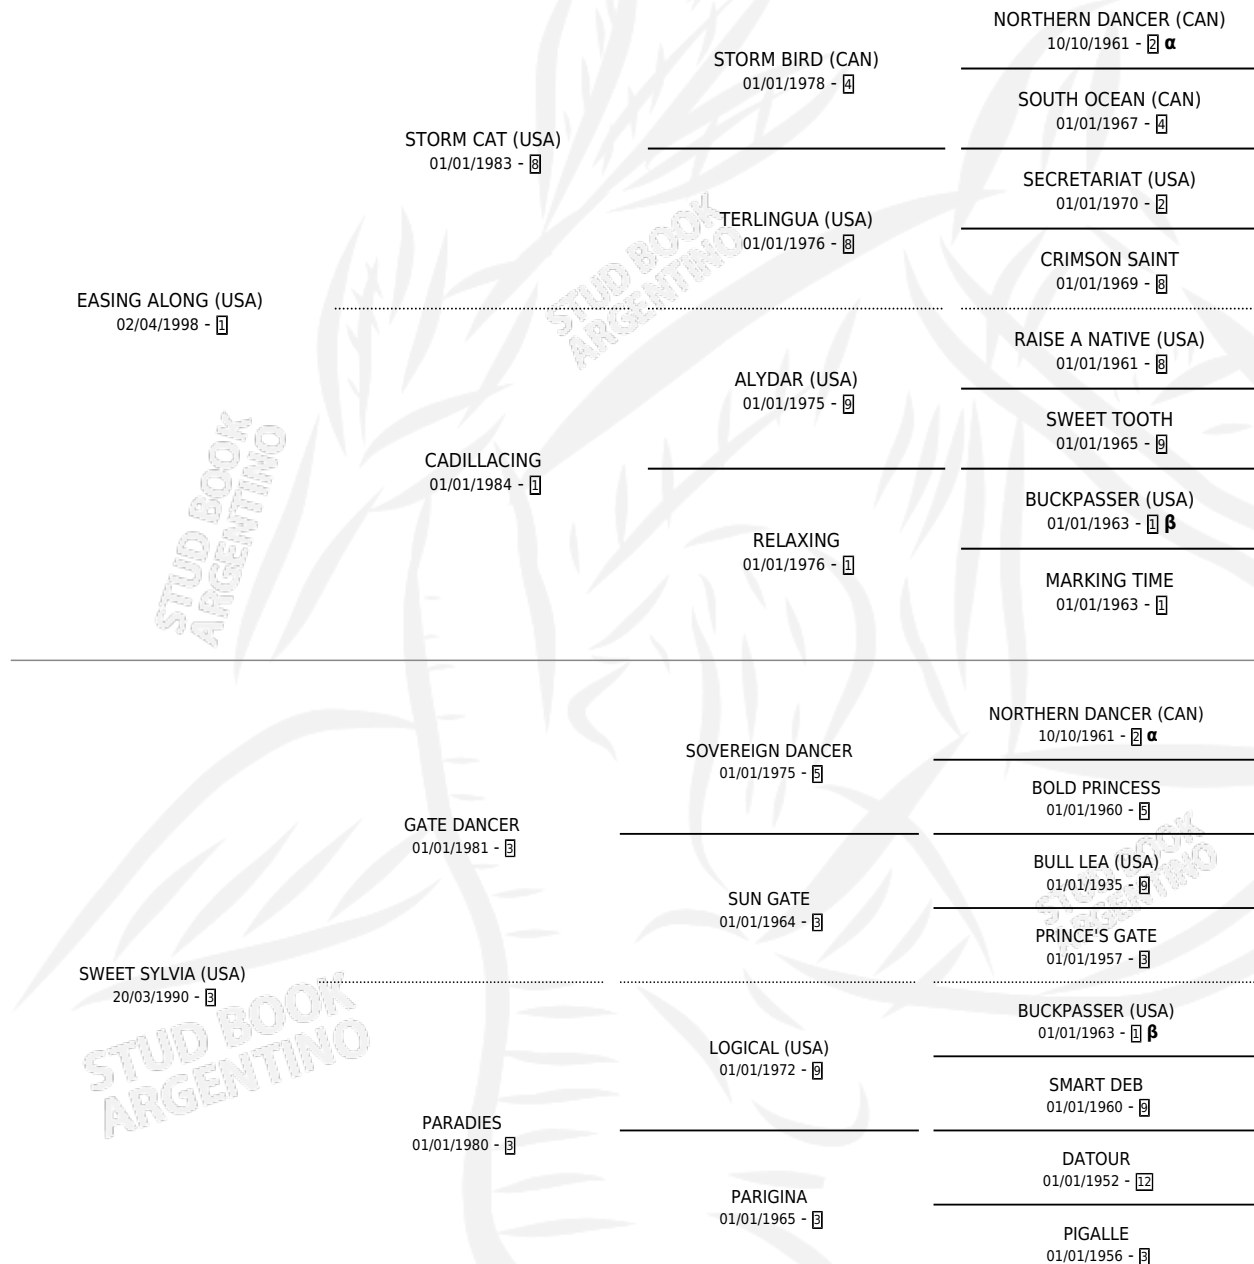 NORTHERN DANCER (CAN)
10/10/1961 - 2 α
STORM BIRD (CAN)
01/01/1978 - 4
SOUTH OCEAN (CAN)
01/01/1967 - 4
STORM CAT (USA)
01/01/1983 - 8
SECRETARIAT (USA)
01/01/1970 - 2
TERLINGUA (USA)
01/01/1976 - 8
CRIMSON SAINT
01/01/1969 - 8
EASING ALONG (USA)
02/04/1998 - 1
RAISE A NATIVE (USA)
01/01/1961 - 8
ALYDAR (USA)
01/01/1975 - 9
SWEET TOOTH
01/01/1965 - 9
CADILLACING
01/01/1984 - 1
BUCKPASSER (USA)
01/01/1963 - 1 β
RELAXING
01/01/1976 - 1
MARKING TIME
01/01/1963 - 1
NORTHERN DANCER (CAN)
10/10/1961 - 2 α
SOVEREIGN DANCER
01/01/1975 - 5
BOLD PRINCESS
01/01/1960 - 5
GATE DANCER
01/01/1981 - 3
BULL LEA (USA)
01/01/1935 - 9
SUN GATE
01/01/1964 - 3
PRINCE'S GATE
01/01/1957 - 3
SWEET SYLVIA (USA)
20/03/1990 - 3
BUCKPASSER (USA)
01/01/1963 - 1 β
LOGICAL (USA)
01/01/1972 - 9
SMART DEB
01/01/1960 - 9
PARADIES
01/01/1980 - 3
DATOUR
01/01/1952 - 12
PARIGINA
01/01/1965 - 3
PIGALLE
01/01/1956 - 3
STUD BOOK
ARGENTINO
STUD BOOK
ARGENTINO
STUD BOOK
ARGENTINO
STUD BOOK
ARGENTINO